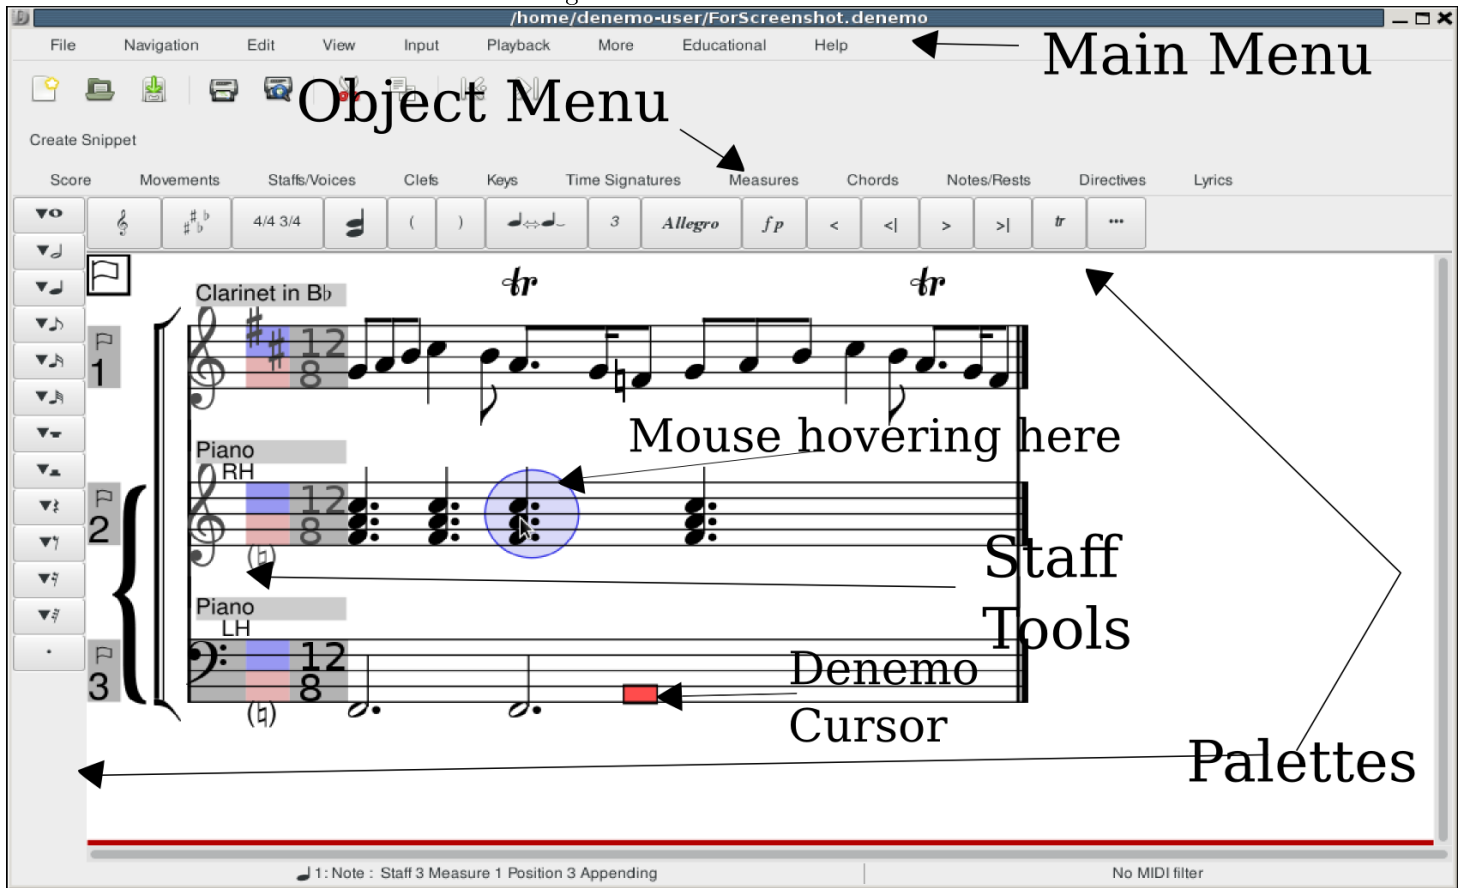 /home/denemo-user/ForScreenshot.denemo
File Navigation Edit View Input Playback More Educational Help
Main Menu
Object Menu
Create Snippet
Score Movements Staffs/Voices Clefs Keys Time Signatures Measures Chords Notes/Rests Directives Lyrics
4/4 3/4 ( ) 3 Allegro fp < <| > >| tr •••
tr tr
Clarinet in B♭
1
12
8
Mouse hovering here
Piano
RH
2
12
8
(♮)
Staff
Tools
Piano
LH
3
12
8
(♮)
Denemo
Cursor
Palettes
1: Note : Staff 3 Measure 1 Position 3 Appending
No MIDI filter